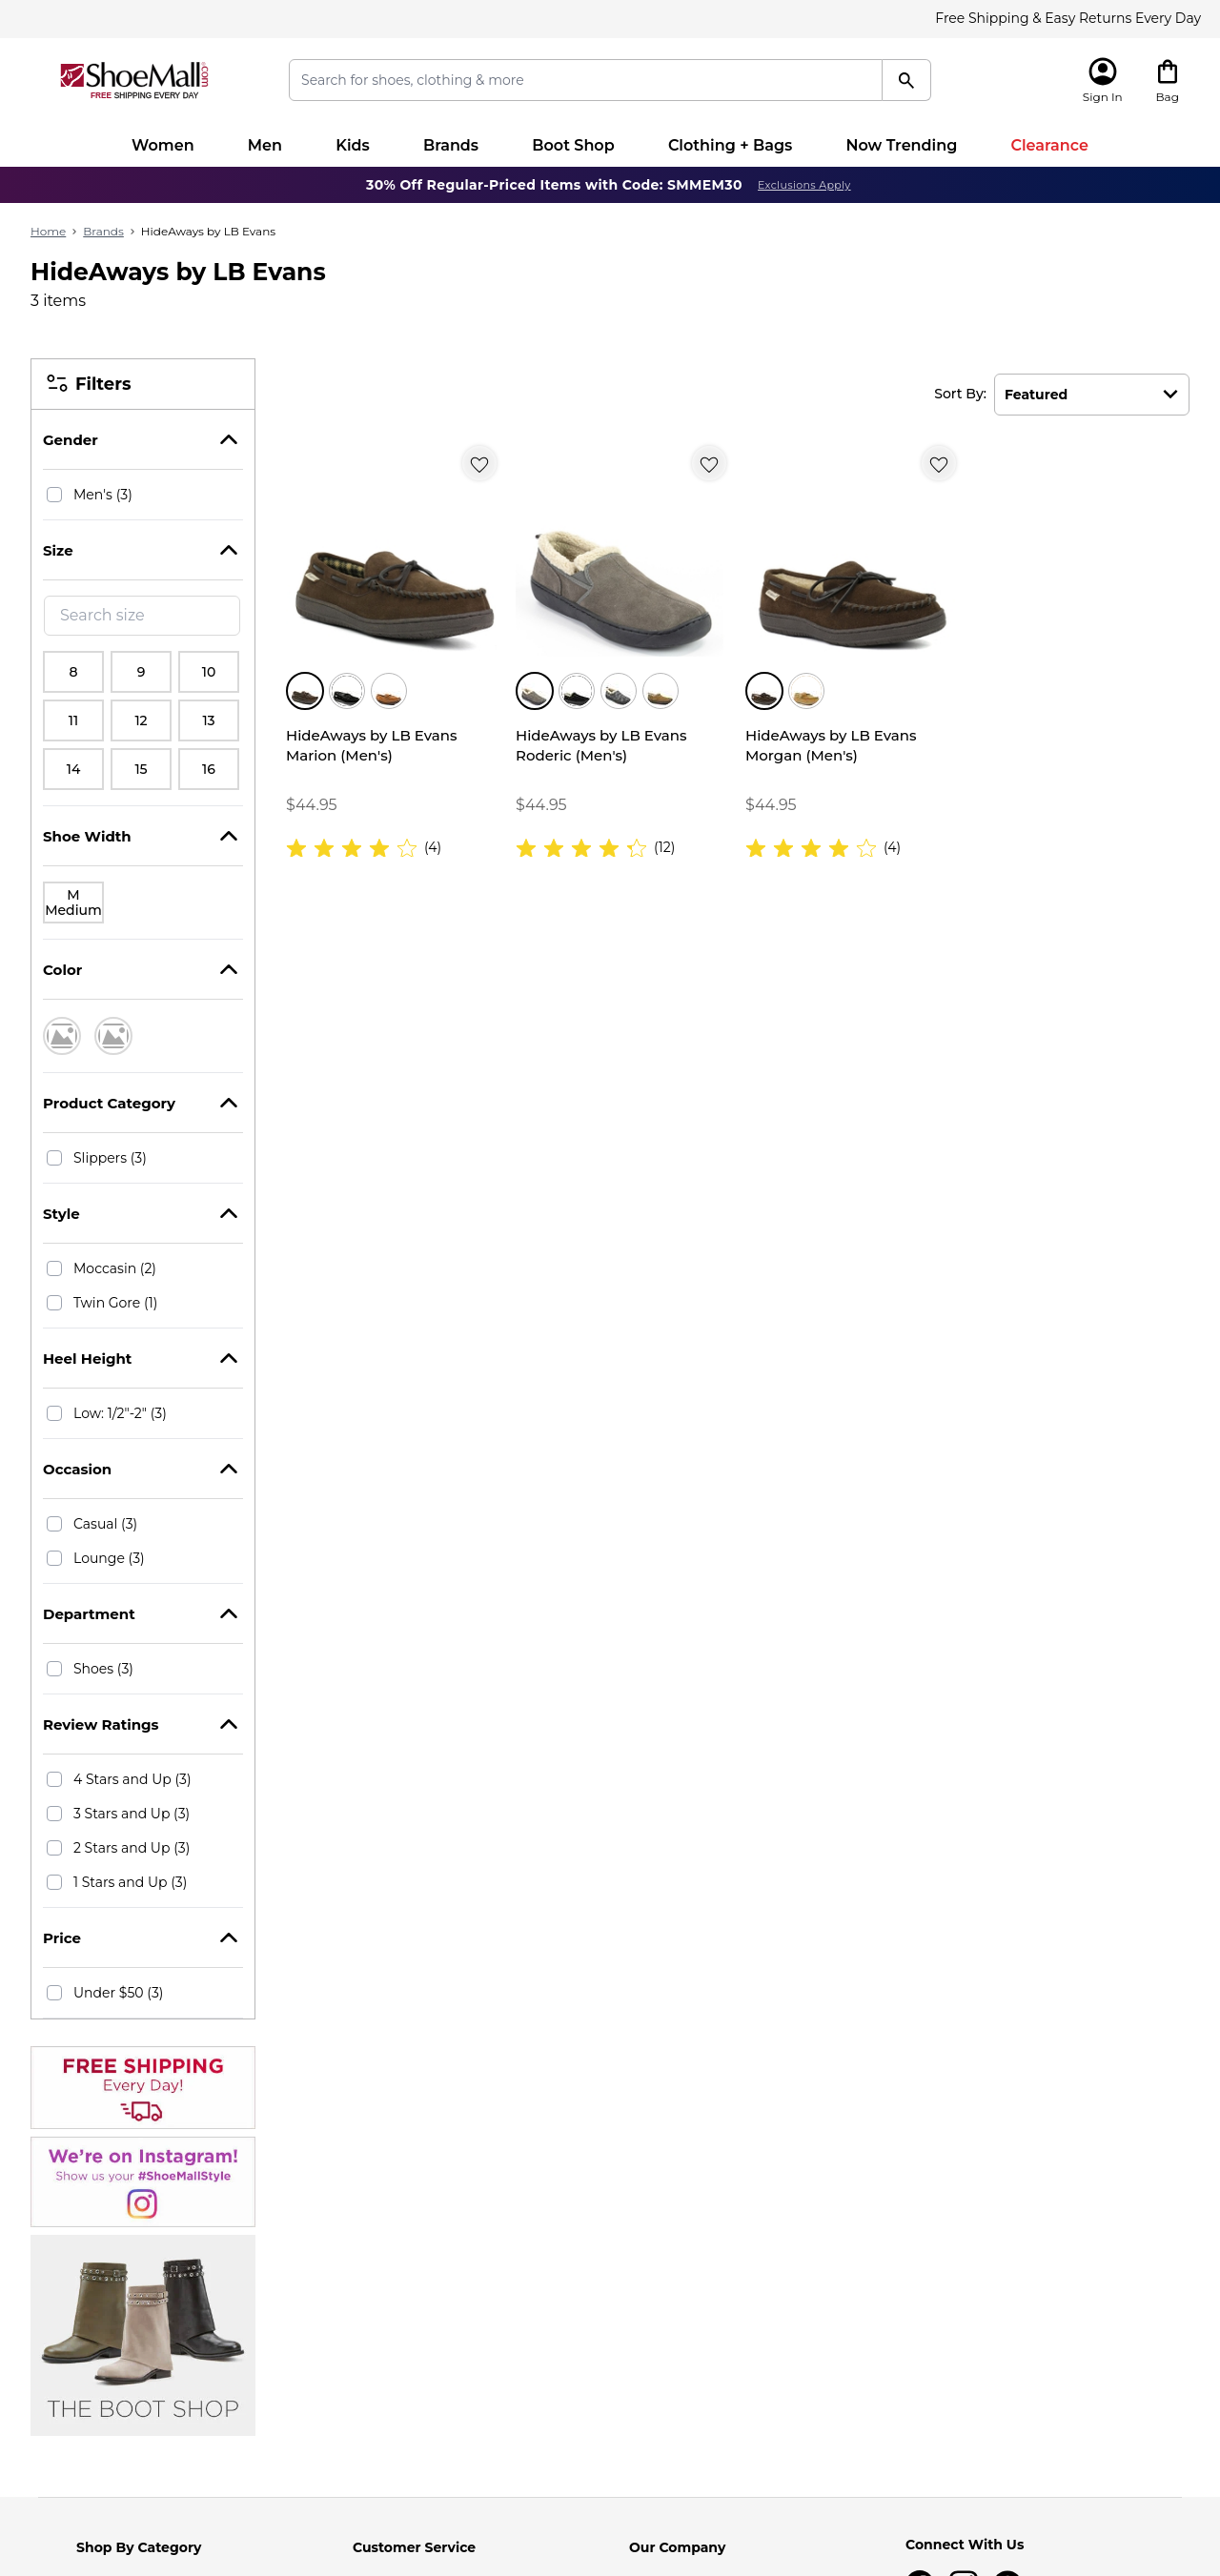 Free Shipping & Easy Returns Every Day
ShoeMall.com
FREE SHIPPING EVERY DAY
Search for shoes, clothing & more
Sign In
Bag
Women Men Kids Brands Boot Shop Clothing + Bags Now Trending Clearance
30% Off Regular-Priced Items with Code: SMMEM30 Exclusions Apply
Home > Brands > HideAways by LB Evans
HideAways by LB Evans
3 items
Filters
Sort By: Featured
Gender
Men's (3)
Size
Search size
8 9 10
11 12 13
14 15 16
Shoe Width
M
Medium
Color
Product Category
Slippers (3)
Style
Moccasin (2)
Twin Gore (1)
Heel Height
Low: 1/2"-2" (3)
Occasion
Casual (3)
Lounge (3)
Department
Shoes (3)
Review Ratings
4 Stars and Up (3)
3 Stars and Up (3)
2 Stars and Up (3)
1 Stars and Up (3)
Price
Under $50 (3)
HideAways by LB Evans
Marion (Men's)
$44.95
(4)
HideAways by LB Evans
Roderic (Men's)
$44.95
(12)
HideAways by LB Evans
Morgan (Men's)
$44.95
(4)
FREE SHIPPING
Every Day!
We're on Instagram!
Show us your #ShoeMallStyle
THE BOOT SHOP
Shop By Category
Customer Service
Our Company
Connect With Us